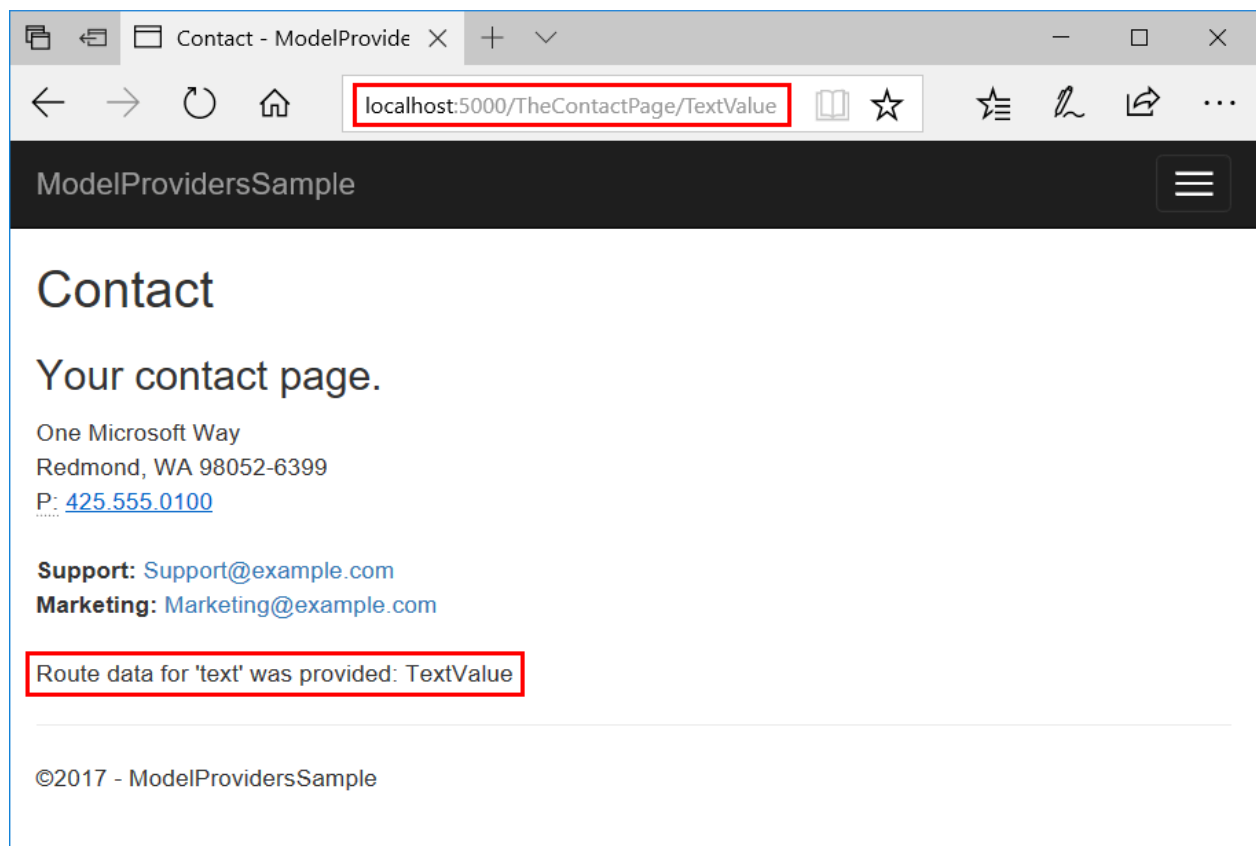 Contact - ModelProvide
localhost:5000/TheContactPage/TextValue
ModelProvidersSample
Contact
Your contact page.
One Microsoft Way
Redmond, WA 98052-6399
P: 425.555.0100
Support: Support@example.com
Marketing: Marketing@example.com
Route data for 'text' was provided: TextValue
©2017 - ModelProvidersSample